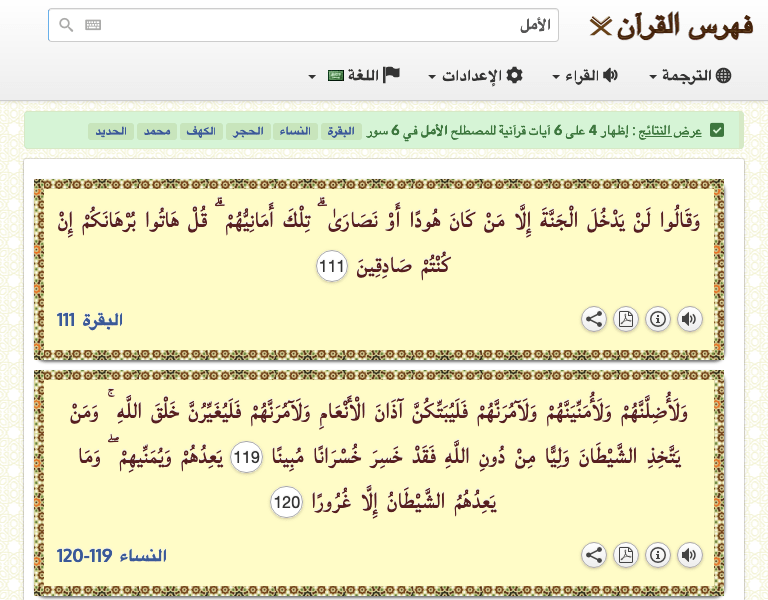 فهرس القرآن
الأمل
الترجمة
القراء
الإعدادات
اللغة
عرض النتائج : إظهار 4 على 6 آيات قرآنية للمصطلح الأمل في 6 سور البقرة النساء الحجر الكهف محمد الحديد
وَقَالُوا لَنْ يَدْخُلَ الْجَنَّةَ إِلَّا مَنْ كَانَ هُودًا أَوْ نَصَارَىٰ ۗ تِلْكَ أَمَانِيُّهُمْ ۗ قُلْ هَاتُوا بُرْهَانَكُمْ إِنْ
كُنْتُمْ صَادِقِينَ 111
البقرة 111
وَلَأُضِلَّنَّهُمْ وَلَأُمَنِّيَنَّهُمْ وَلَآمُرَنَّهُمْ فَلَيُبَتِّكُنَّ آذَانَ الْأَنْعَامِ وَلَآمُرَنَّهُمْ فَلَيُغَيِّرُنَّ خَلْقَ اللَّهِ ۚ وَمَنْ
يَتَّخِذِ الشَّيْطَانَ وَلِيًّا مِنْ دُونِ اللَّهِ فَقَدْ خَسِرَ خُسْرَانًا مُبِينًا 119 يَعِدُهُمْ وَيُمَنِّيهِمْ ۖ وَمَا
يَعِدُهُمُ الشَّيْطَانُ إِلَّا غُرُورًا 120
النساء 119-120